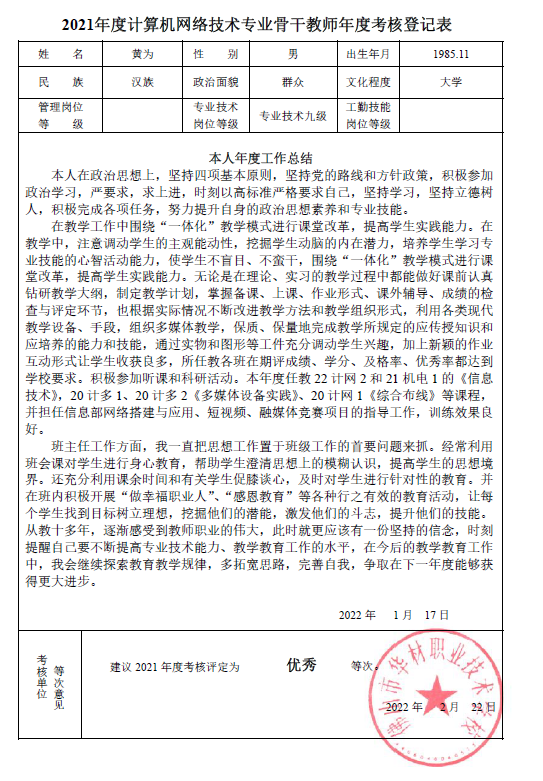 2021年度计算机网络技术专业骨干教师年度考核登记表
姓 名 黄为 性 别 男 出生年月 1985.11
民 族 汉族 政治面貌 群众 文化程度 大学
管理岗位等 级 专业技术岗位等级 专业技术九级 工勤技能岗位等级
本人年度工作总结
本人在政治思想上，坚持四项基本原则，坚持党的路线和方针政策，积极参加
政治学习，严要求，求上进，时刻以高标准严格要求自己，坚持学习，坚持立德树
人，积极完成各项任务，努力提升自身的政治思想素养和专业技能。
在教学工作中围绕“一体化”教学模式进行课堂改革，提高学生实践能力。在
教学中，注意调动学生的主观能动性，挖掘学生动脑的内在潜力，培养学生学习专
业技能的心智活动能力，使学生不盲目、不蛮干，围绕“一体化”教学模式进行课
堂改革，提高学生实践能力。无论是在理论、实习的教学过程中都能做好课前认真
钻研教学大纲，制定教学计划，掌握备课、上课、作业形式、课外辅导、成绩的检
查与评定环节，也根据实际情况不断改进教学方法和教学组织形式，利用各类现代
教学设备、手段，组织多媒体教学，保质、保量地完成教学所规定的应传授知识和
应培养的能力和技能，通过实物和图形等工件充分调动学生兴趣，加上新颖的作业
互动形式让学生收获良多，所任教各班在期评成绩、学分、及格率、优秀率都达到
学校要求。积极参加听课和科研活动。本年度任教 22 计网 2 和 21 机电 1 的《信息
技术》，20 计多 1、20 计多 2《多媒体设备实践》、20 计网 1《综合布线》等课程，
并担任信息部网络搭建与应用、短视频、融媒体竞赛项目的指导工作，训练效果良
好。
班主任工作方面，我一直把思想工作置于班级工作的首要问题来抓。经常利用
班会课对学生进行身心教育，帮助学生澄清思想上的模糊认识，提高学生的思想境
界。还充分利用课余时间和有关学生促膝谈心，及时对学生进行针对性的教育。并
在班内积极开展“做幸福职业人”、“感恩教育”等各种行之有效的教育活动，让每
个学生找到目标树立理想，挖掘他们的潜能，激发他们的斗志，提升他们的技能。
从教十多年，逐渐感受到教师职业的伟大，此时就更应该有一份坚持的信念，时刻
提醒自己要不断提高专业技术能力、教学教育工作的水平，在今后的教学教育工作
中，我会继续探索教育教学规律，多拓宽思路，完善自我，争取在下一年度能够获
得更大进步。
2022 年 1 月 17 日
考核单位等次意见
建议 2021 年度考核评定为 优秀 等次。
市华材职业技术学校
2022 年 2 月 22 日